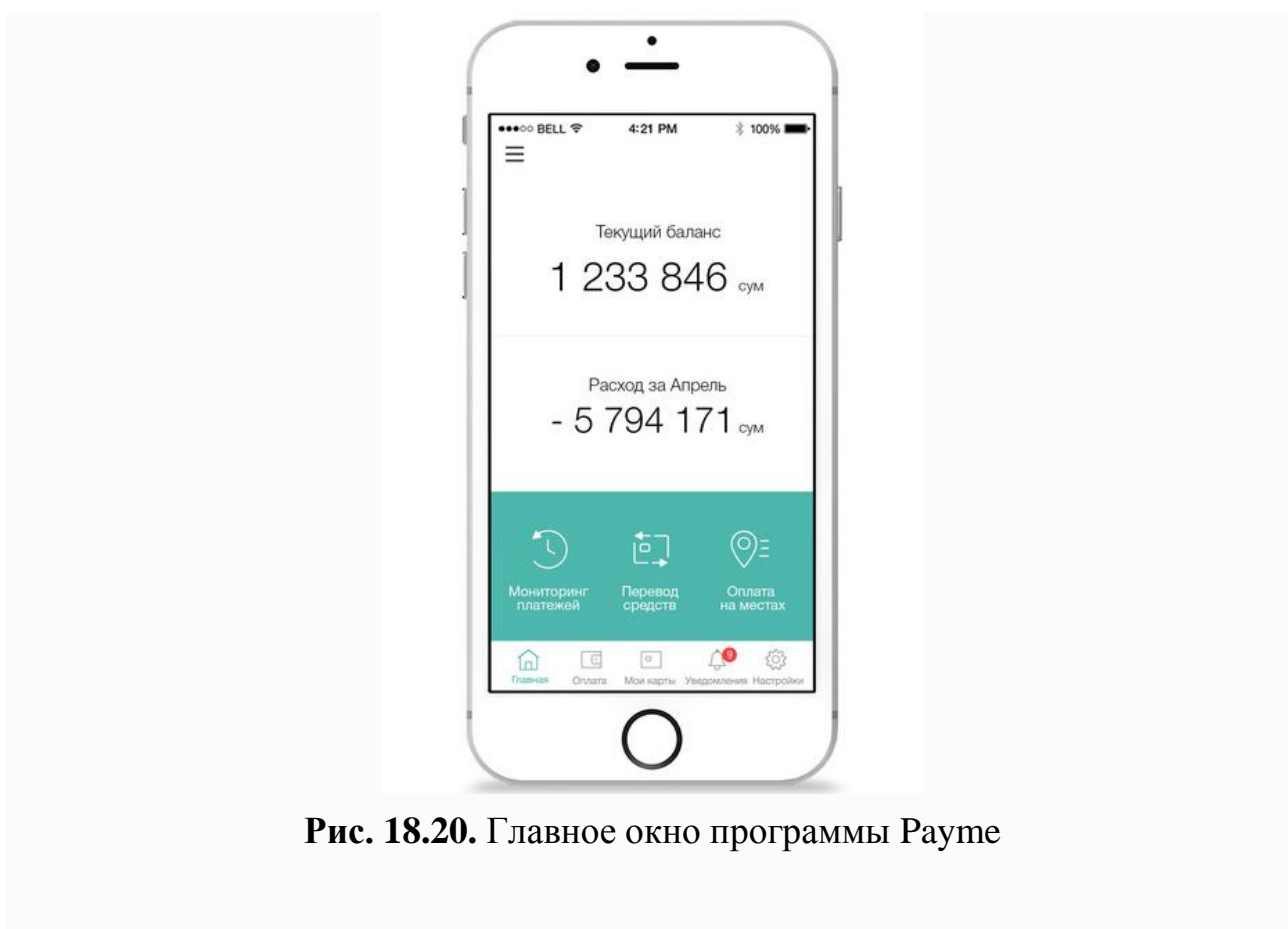 BELL 4:21 PM 100%
Текущий баланс
1 233 846 сум
Расход за Апрель
- 5 794 171 сум
Мониторинг платежей
Перевод средств
Оплата на местах
9
Главная Оплата Мои карты Уведомления Настройки
Рис. 18.20. Главное окно программы Payme